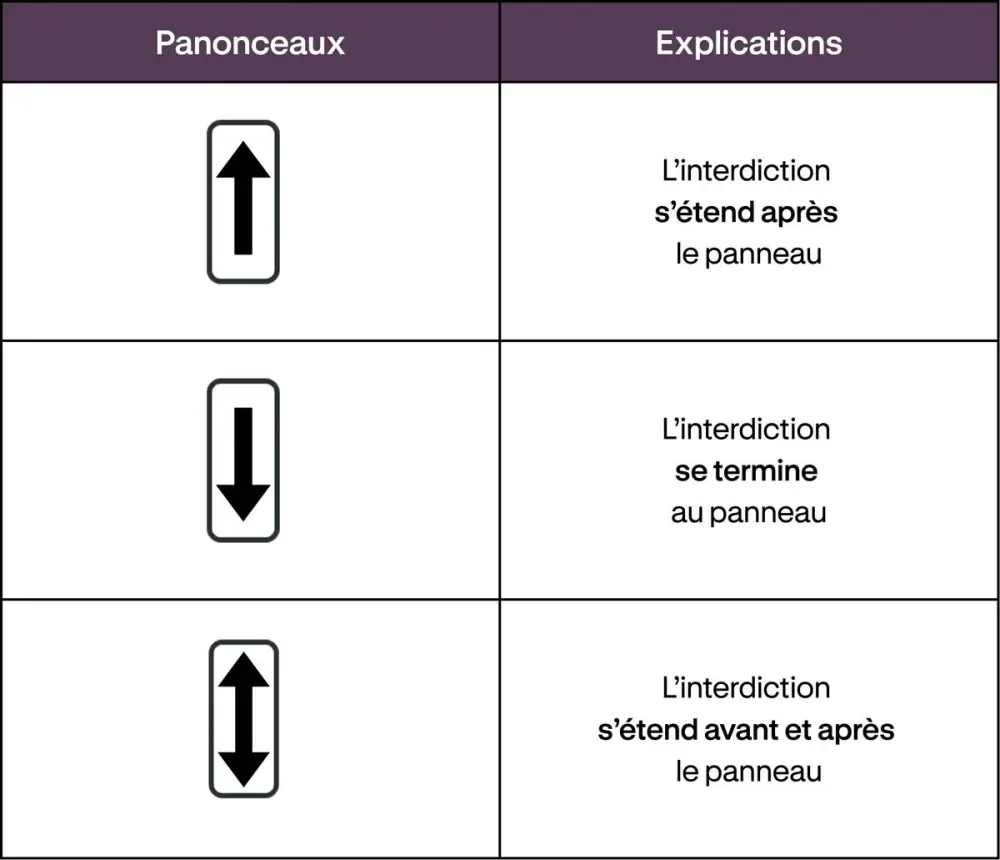 Panonceaux
Explications
L’interdiction
s’étend après
le panneau
L’interdiction
se termine
au panneau
L’interdiction
s’étend avant et après
le panneau